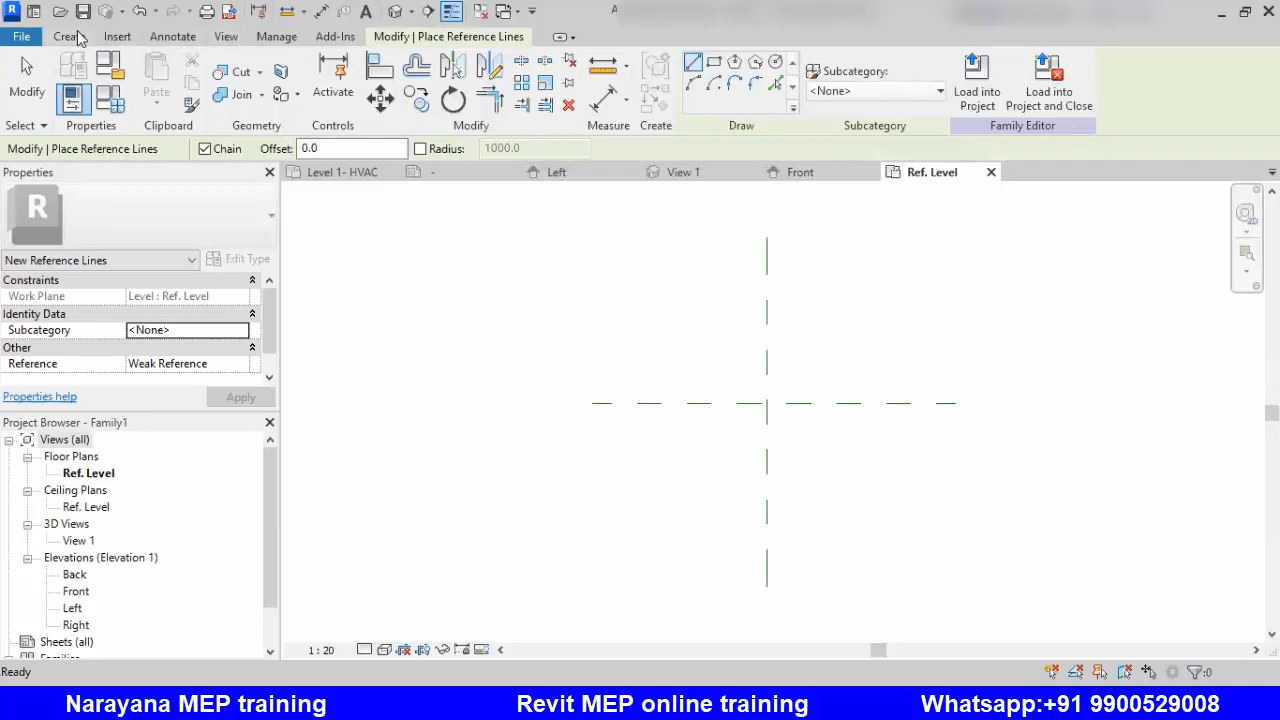 File Create Insert Annotate View Manage Add-Ins Modify | Place Reference Lines
Modify Paste Cut Join Activate Subcategory: <None> Load into Project Load into Project and Close
Select Properties Clipboard Geometry Controls Modify Measure Create Draw Subcategory Family Editor
Modify | Place Reference Lines Chain Offset: 0.0 Radius: 1000.0
Properties
Level 1- HVAC - Left View 1 Front Ref. Level
R
New Reference Lines Edit Type
Constraints
Work Plane Level : Ref. Level
Identity Data
Subcategory <None>
Other
Reference Weak Reference
Properties help Apply
Project Browser - Family1
Views (all)
Floor Plans
Ref. Level
Ceiling Plans
Ref. Level
3D Views
View 1
Elevations (Elevation 1)
Back
Front
Left
Right
Sheets (all)
1 : 20
Ready :0
Narayana MEP training Revit MEP online training Whatsapp:+91 9900529008